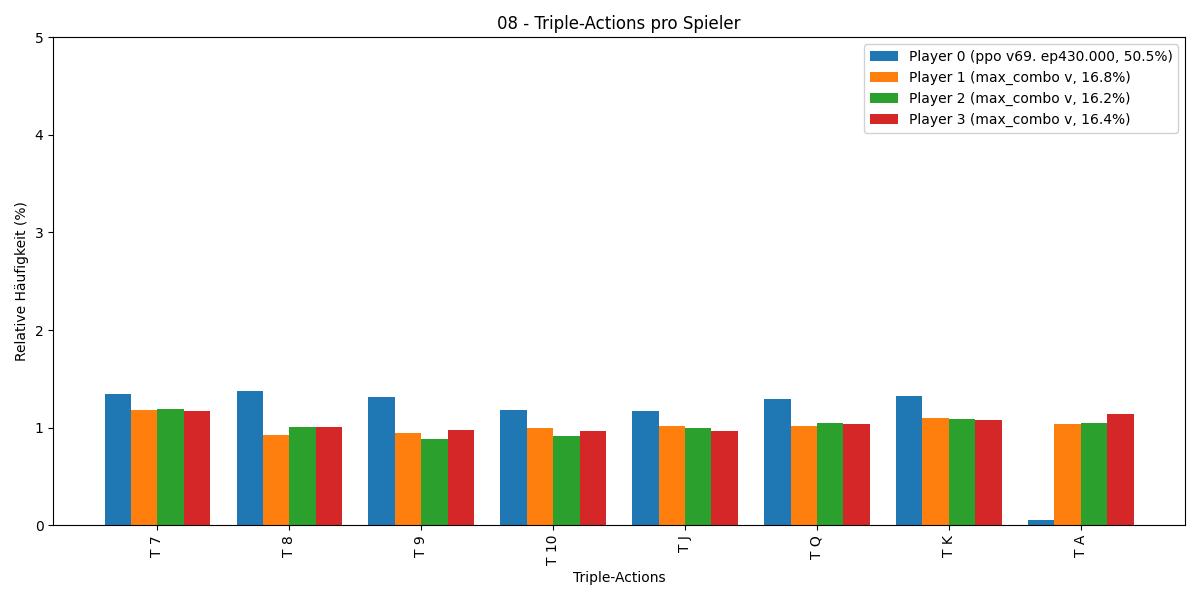 08 - Triple-Actions pro Spieler
Player 0 (ppo v69. ep430.000, 50.5%)
Player 1 (max_combo v, 16.8%)
Player 2 (max_combo v, 16.2%)
Player 3 (max_combo v, 16.4%)
Relative Häufigkeit (%)
5
4
3
2
1
0
T 7
T 8
T 9
T 10
T J
T Q
T K
T A
Triple-Actions